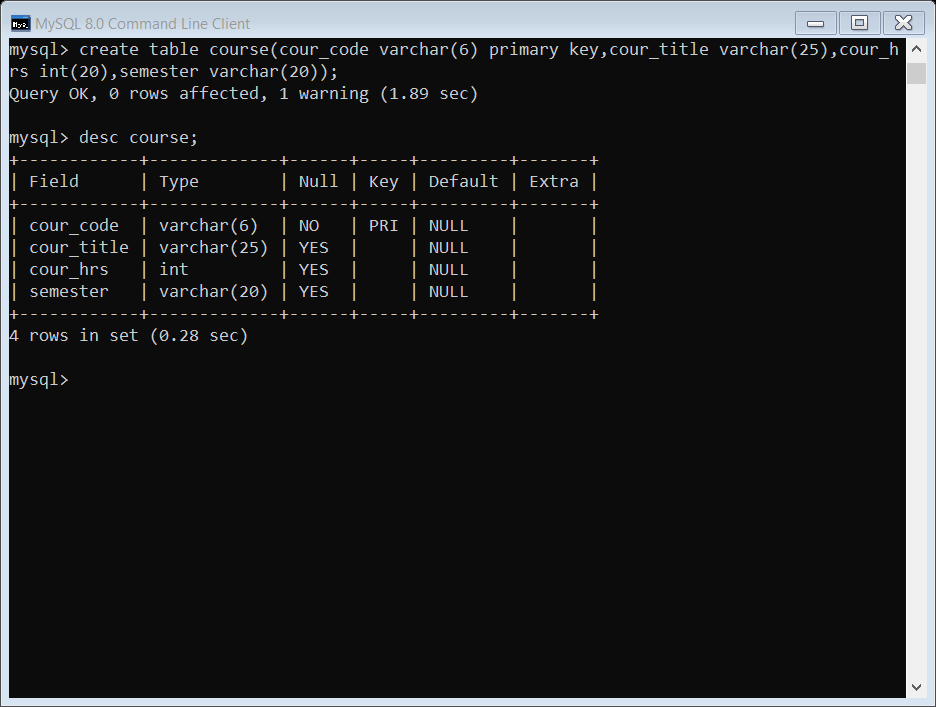 MySQL 8.0 Command Line Client
mysql> create table course(cour_code varchar(6) primary key,cour_title varchar(25),cour_h
rs int(20),semester varchar(20));
Query OK, 0 rows affected, 1 warning (1.89 sec)
mysql> desc course;
+------------+-------------+------+-----+---------+-------+
| Field      | Type        | Null | Key | Default | Extra |
+------------+-------------+------+-----+---------+-------+
| cour_code  | varchar(6)  | NO   | PRI | NULL    |       |
| cour_title | varchar(25) | YES  |     | NULL    |       |
| cour_hrs   | int         | YES  |     | NULL    |       |
| semester   | varchar(20) | YES  |     | NULL    |       |
+------------+-------------+------+-----+---------+-------+
4 rows in set (0.28 sec)
mysql>